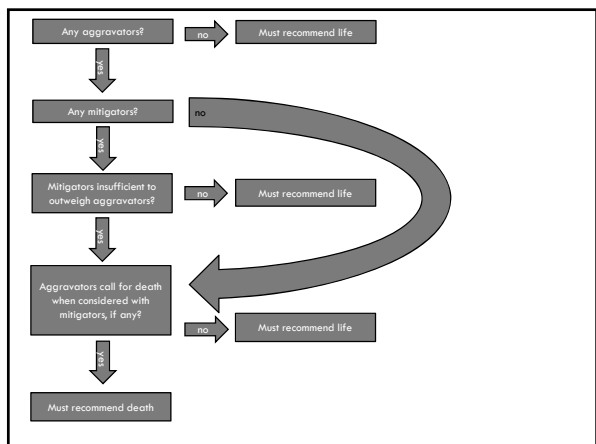 Any aggravators?
no
Must recommend life
yes
Any mitigators?
no
yes
Mitigators insufficient to
outweigh aggravators?
no
Must recommend life
yes
Aggravators call for death
when considered with
mitigators, if any?
no
Must recommend life
yes
Must recommend death